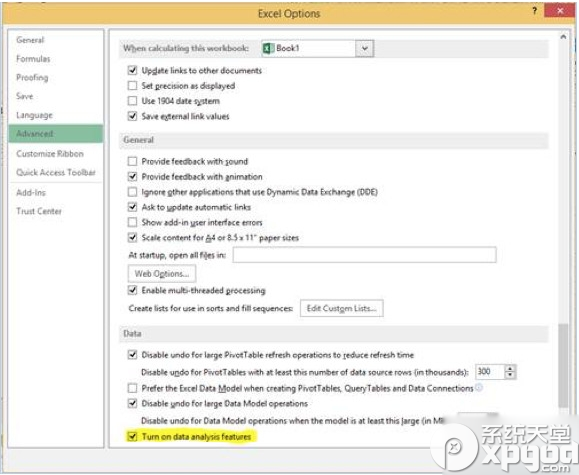 Excel Options
?
General
Formulas
Proofing
Save
Language
Advanced
Customize Ribbon
Quick Access Toolbar
Add-Ins
Trust Center
When calculating this workbook: Book1
Update links to other documents
Set precision as displayed
Use 1904 date system
Save external link values
General
Provide feedback with sound
Provide feedback with animation
Ignore other applications that use Dynamic Data Exchange (DDE)
Ask to update automatic links
Show add-in user interface errors
Scale content for A4 or 8.5 x 11" paper sizes
At startup, open all files in:
Web Options...
Enable multi-threaded processing
Create lists for use in sorts and fill sequences: Edit Custom Lists...
Data
Disable undo for large PivotTable refresh operations to reduce refresh time
Disable undo for PivotTables with at least this number of data source rows (in thousands): 300
Prefer the Excel Data Model when creating PivotTables, QueryTables and Data Connections
Disable undo for large Data Model operations
Disable undo for Data Model operations when the model is at least this large (in
Turn on data analysis features
系统天堂